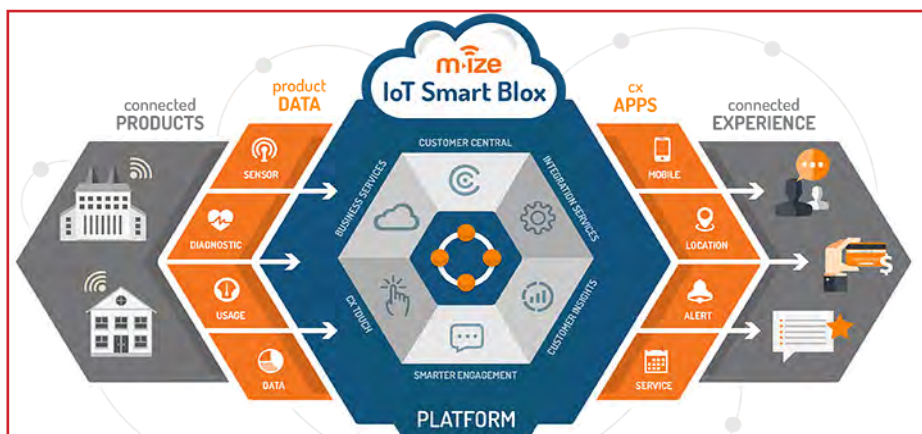 m·ize
IoT Smart Blox
connected
PRODUCTS
product
DATA
SENSOR
DIAGNOSTIC
USAGE
DATA
CUSTOMER CENTRAL
BUSINESS SERVICES
INTEGRATION SERVICES
CX TOUCH
CUSTOMER INSIGHTS
SMARTER ENGAGEMENT
PLATFORM
cx
APPS
MOBILE
LOCATION
ALERT
SERVICE
connected
EXPERIENCE
$